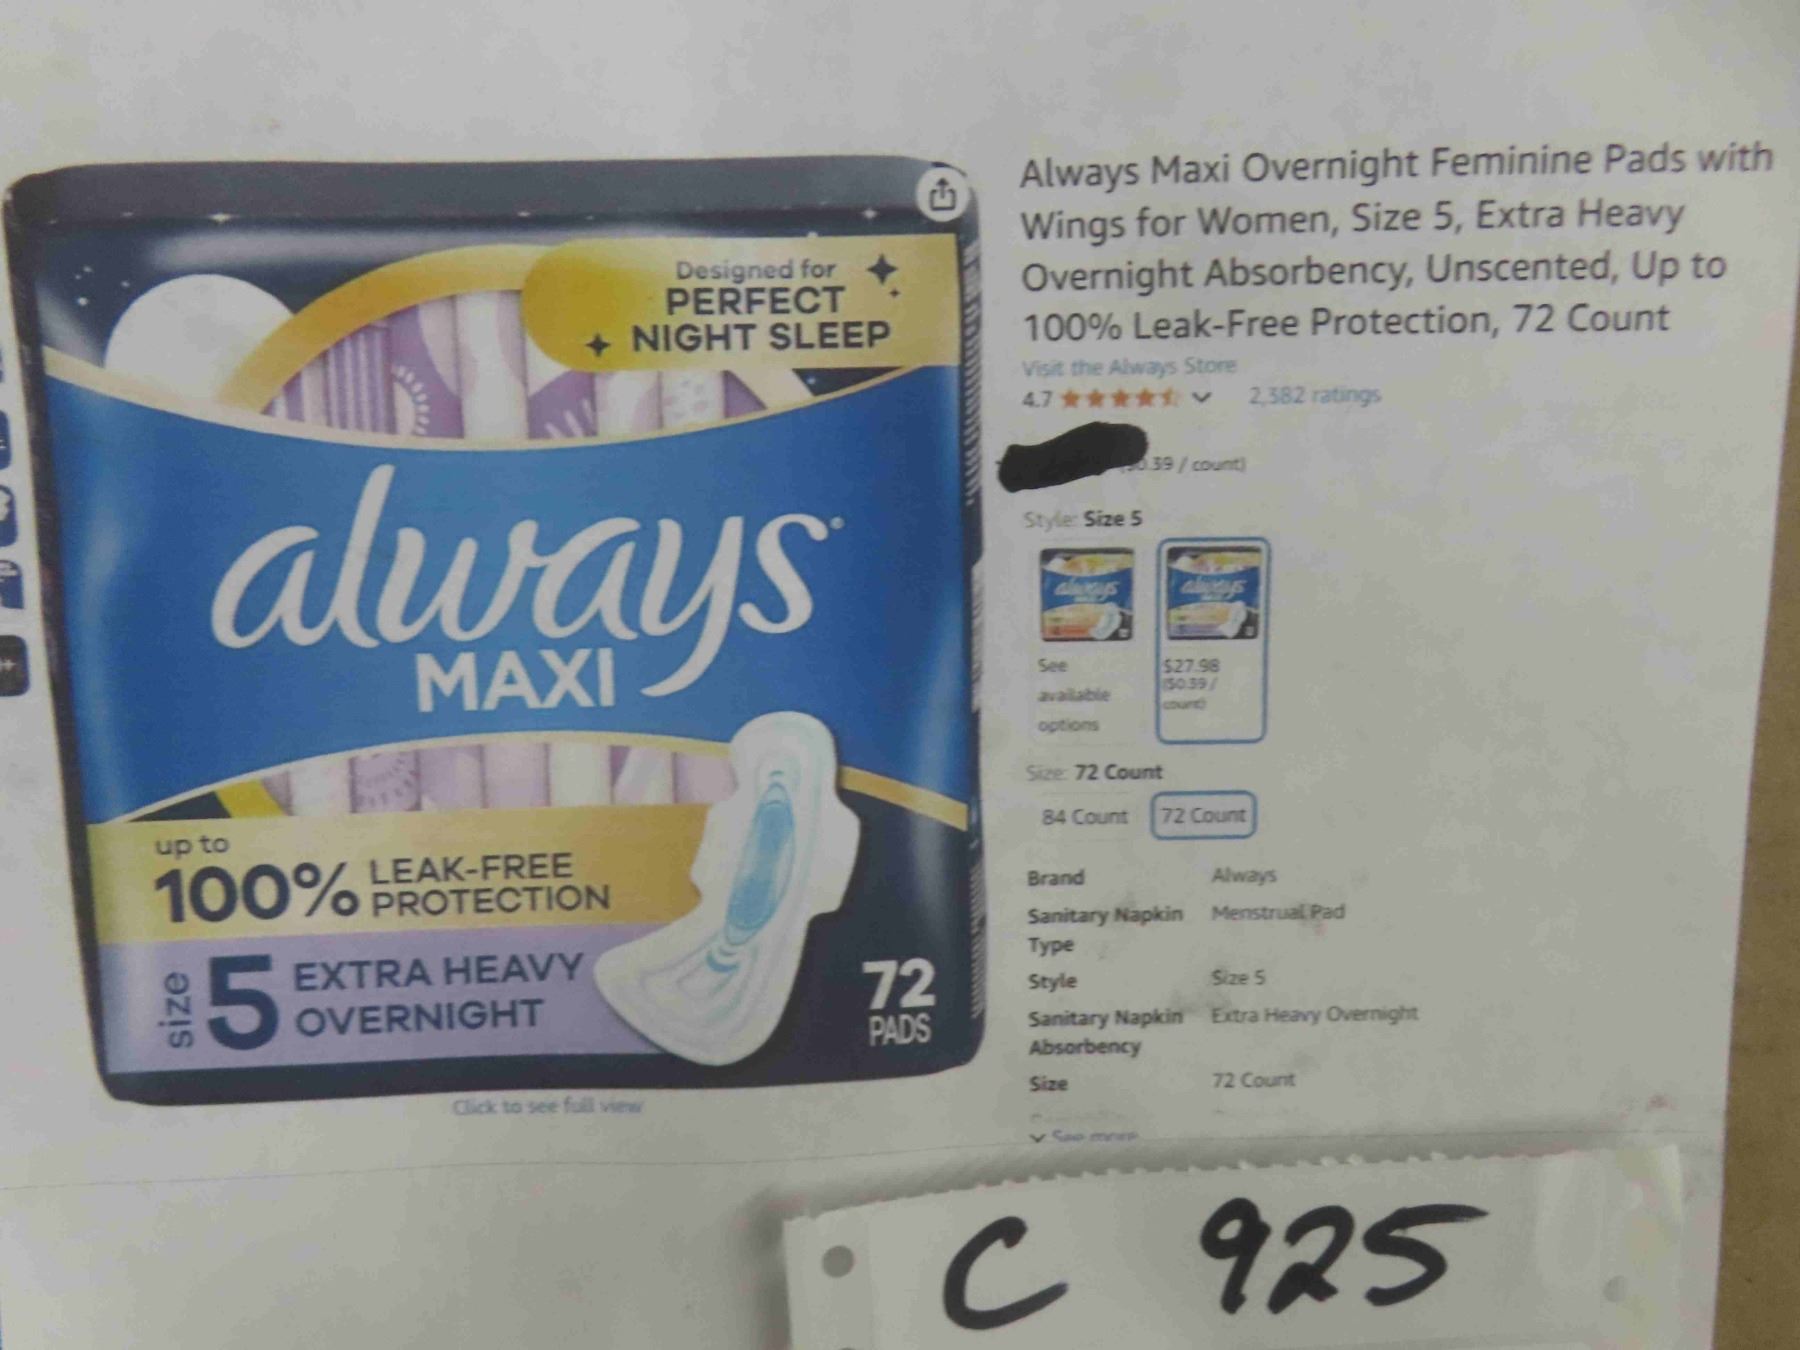 Designed for
PERFECT
NIGHT SLEEP
always
MAXI
up to
100% LEAK-FREE
PROTECTION
size 5 EXTRA HEAVY
OVERNIGHT
72
PADS
Click to see full view
Always Maxi Overnight Feminine Pads with
Wings for Women, Size 5, Extra Heavy
Overnight Absorbency, Unscented, Up to
100% Leak-Free Protection, 72 Count
Visit the Always Store
4.7 2,382 ratings
($0.39 / count)
Style: Size 5
always
always
See
available
options
$27.98
($0.39 /
count)
Size: 72 Count
84 Count 72 Count
Brand Always
Sanitary Napkin Menstrual Pad
Type
Style Size 5
Sanitary Napkin Extra Heavy Overnight
Absorbency
Size 72 Count
See more
C 925